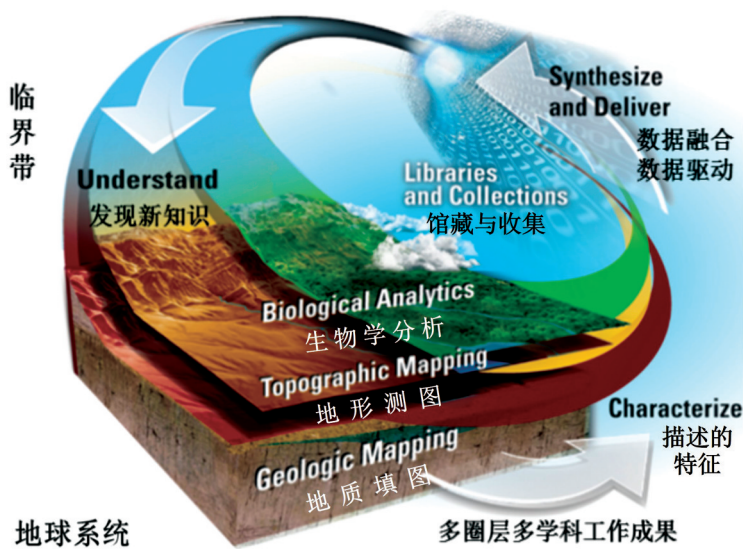 临
界
带
Synthesize
and Deliver
数据融合
数据驱动
Understand
发现新知识
Libraries
and Collections
馆藏与收集
Biological Analytics
生物学分析
Topographic Mapping
地形测图
Geologic Mapping
地质填图
Characterize
描述的
特征
地球系统
多圈层多学科工作成果